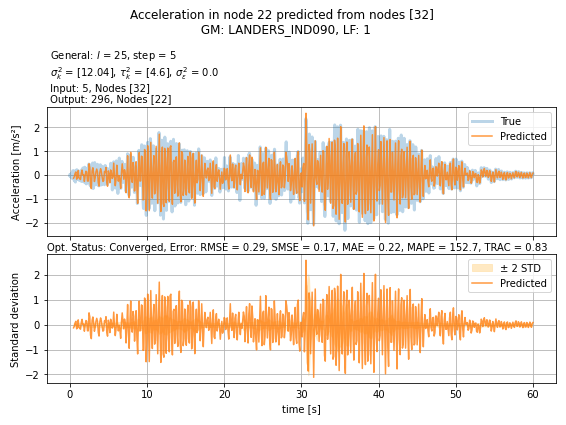 Acceleration in node 22 predicted from nodes [32]
GM: LANDERS_IND090, LF: 1
General: l = 25, step = 5
σ²ₖ = [12.04], τ²ₖ = [4.6], σ²_ε = 0.0
Input: 5, Nodes [32]
Output: 296, Nodes [22]
Acceleration [m/s²]
2
1
0
−1
−2
True
Predicted
Opt. Status: Converged, Error: RMSE = 0.29, SMSE = 0.17, MAE = 0.22, MAPE = 152.7, TRAC = 0.83
Standard deviation
2
1
0
−1
−2
± 2 STD
Predicted
0 10 20 30 40 50 60
time [s]